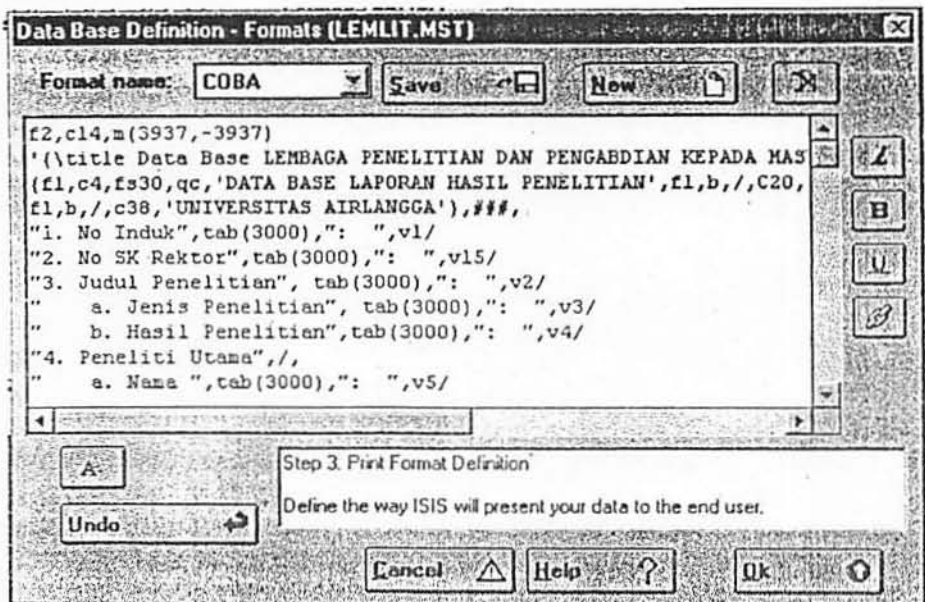 Data Base Definition - Formats (LEMLIT.MST)
Format name: COBA Save New
f2,cl4,m(3937,-3937)
'(\title Data Base LEMBAGA PENELITIAN DAN PENGABDIAN KEPADA MAS
(fl,c4,fs30,qc,'DATA BASE LAPORAN HASIL PENELITIAN',fl,b,/,C20,
fl,b,/,c38,'UNIVERSITAS AIRLANGGA'),###,
"1. No Induk",tab(3000),":  ",v1/
"2. No SK Rektor",tab(3000),":  ",v15/
"3. Judul Penelitian", tab(3000),":  ",v2/
"    a. Jenis Penelitian", tab(3000),":  ",v3/
"    b. Hasil Penelitian",tab(3000),":  ",v4/
"4. Peneliti Utama",/,
"    a. Nama ",tab(3000),":  ",v5/
B
U
A
Step 3. Print Format Definition
Define the way ISIS will present your data to the end user.
Undo
Cancel Help ? Ok